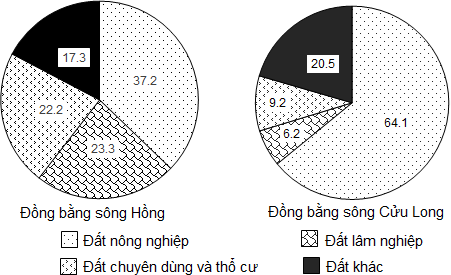 17.3
37.2
22.2
23.3
20.5
9.2
6.2
64.1
Đồng bằng sông Hồng
Đồng bằng sông Cửu Long
Đất nông nghiệp
Đất lâm nghiệp
Đất chuyên dùng và thổ cư
Đất khác